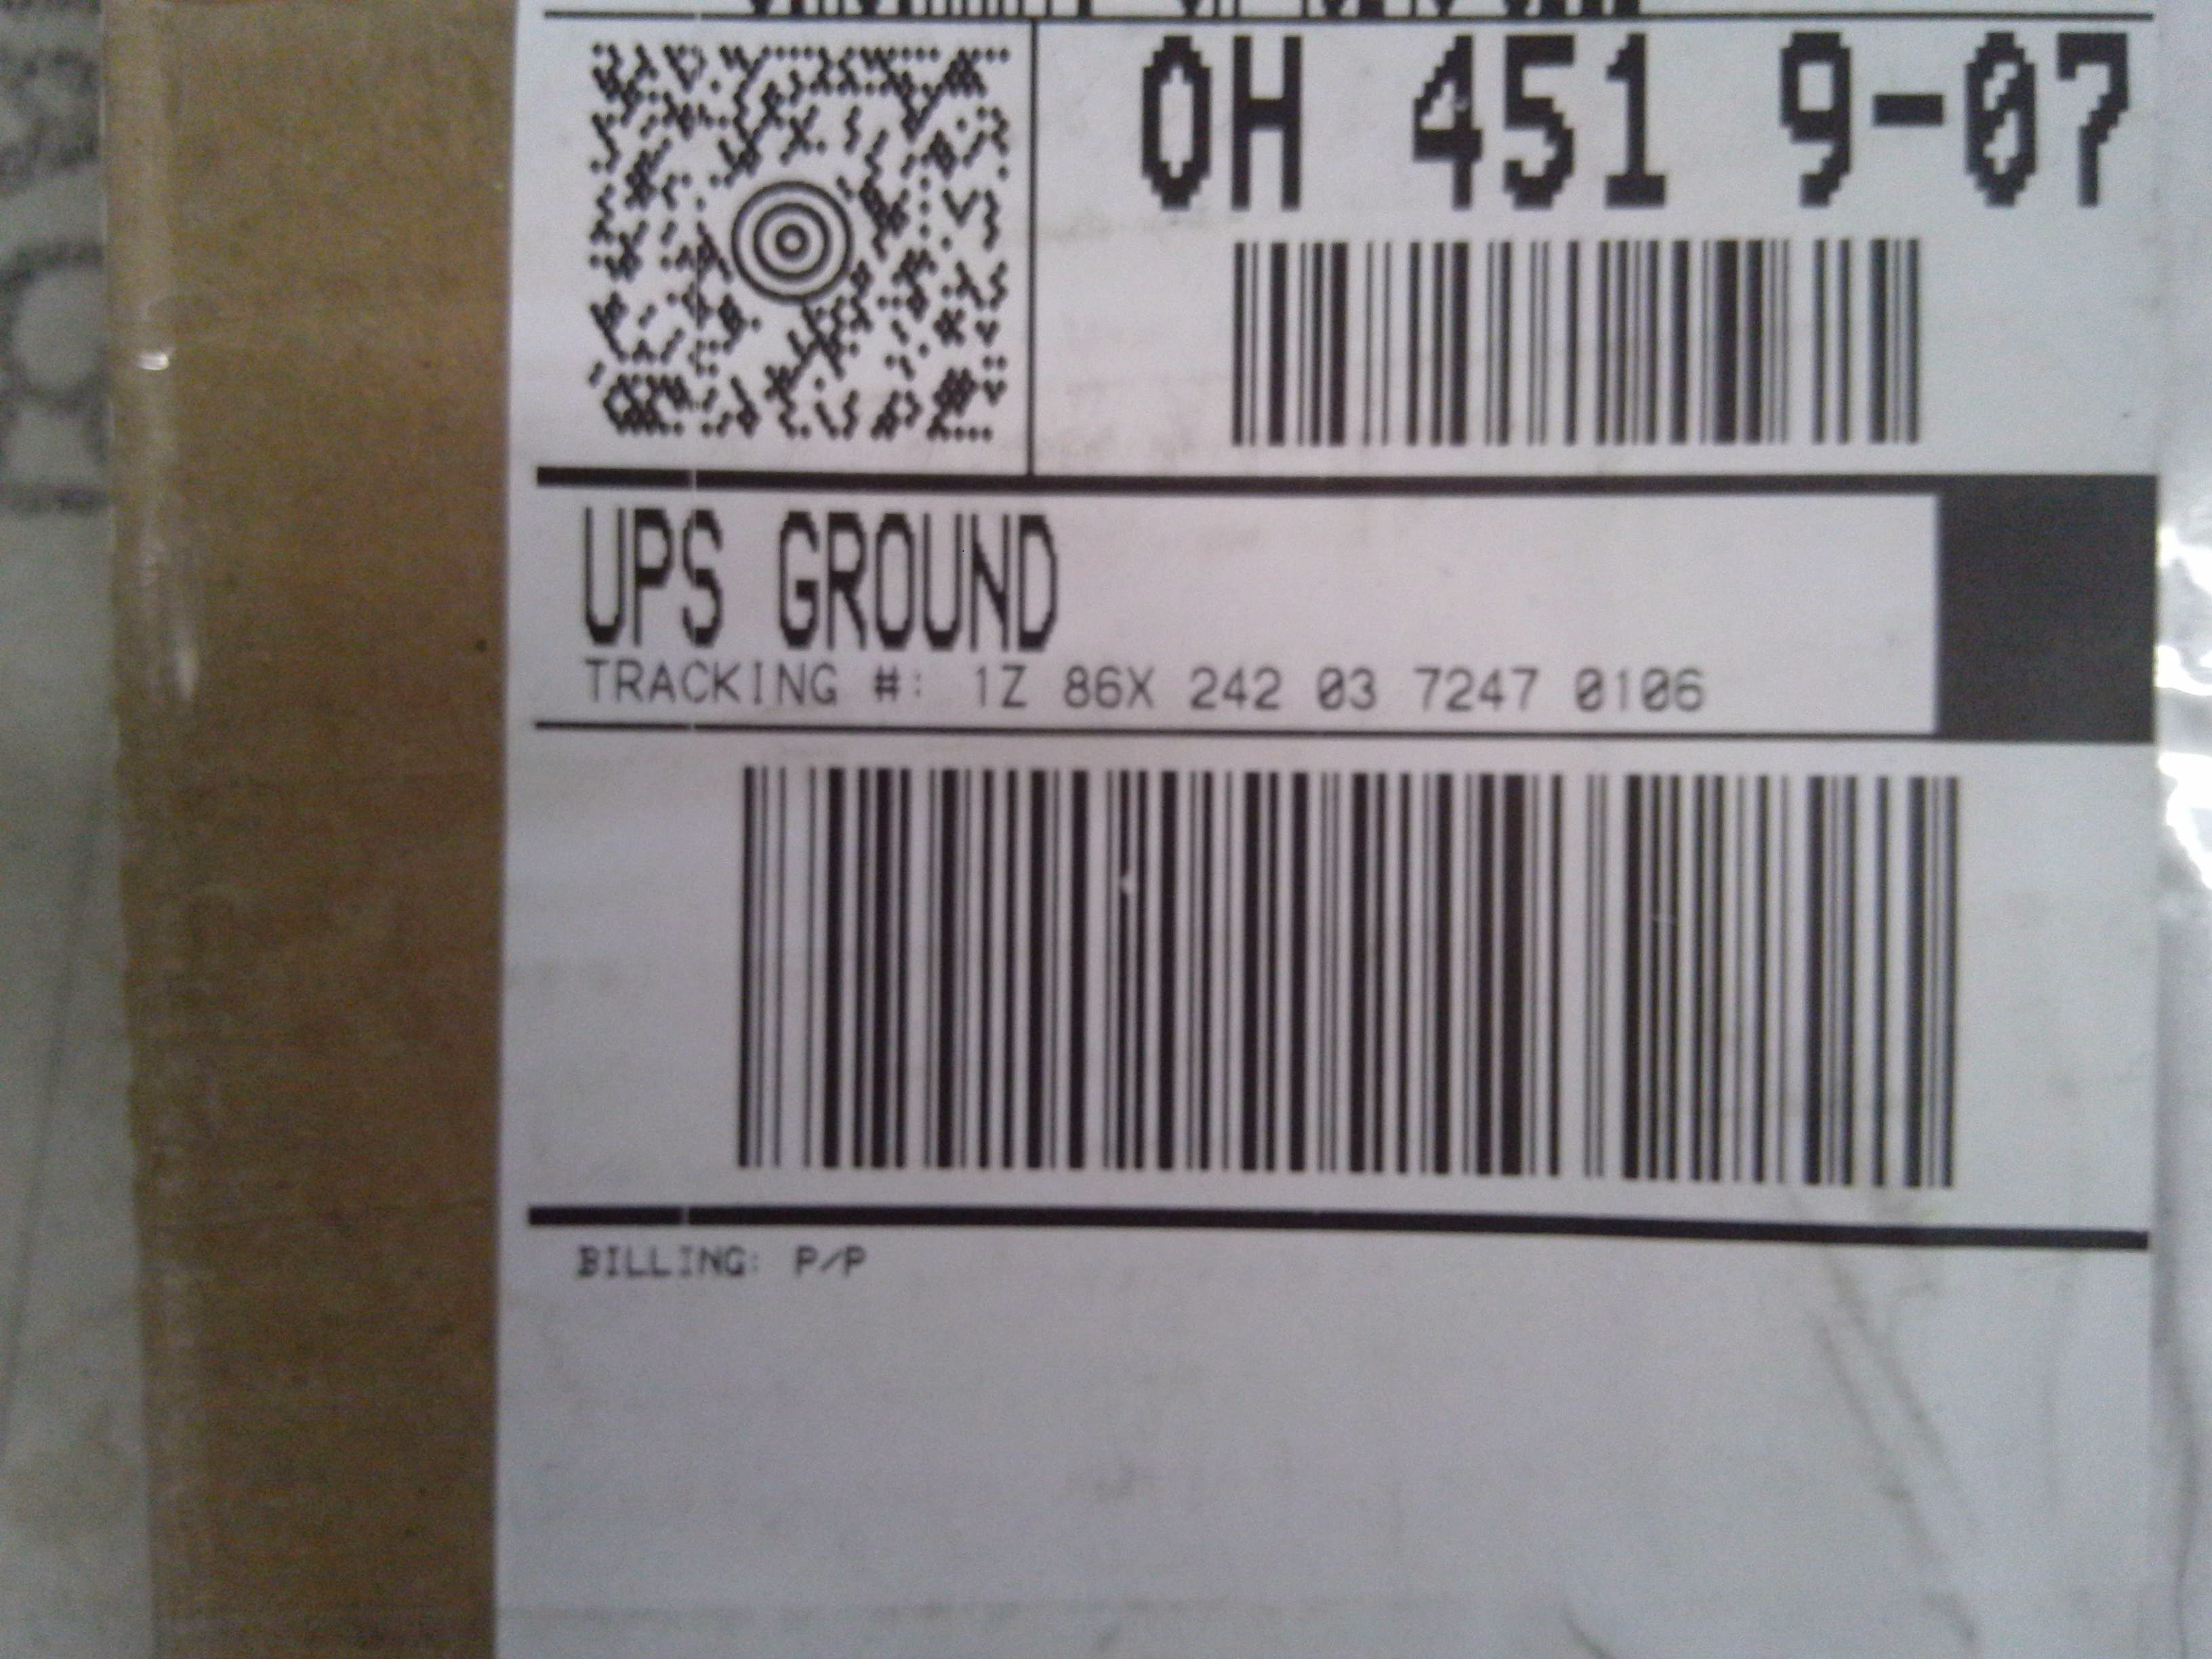 OH 451 9-07
UPS GROUND
TRACKING #: 1Z 86X 242 03 7247 0106
BILLING: P/P